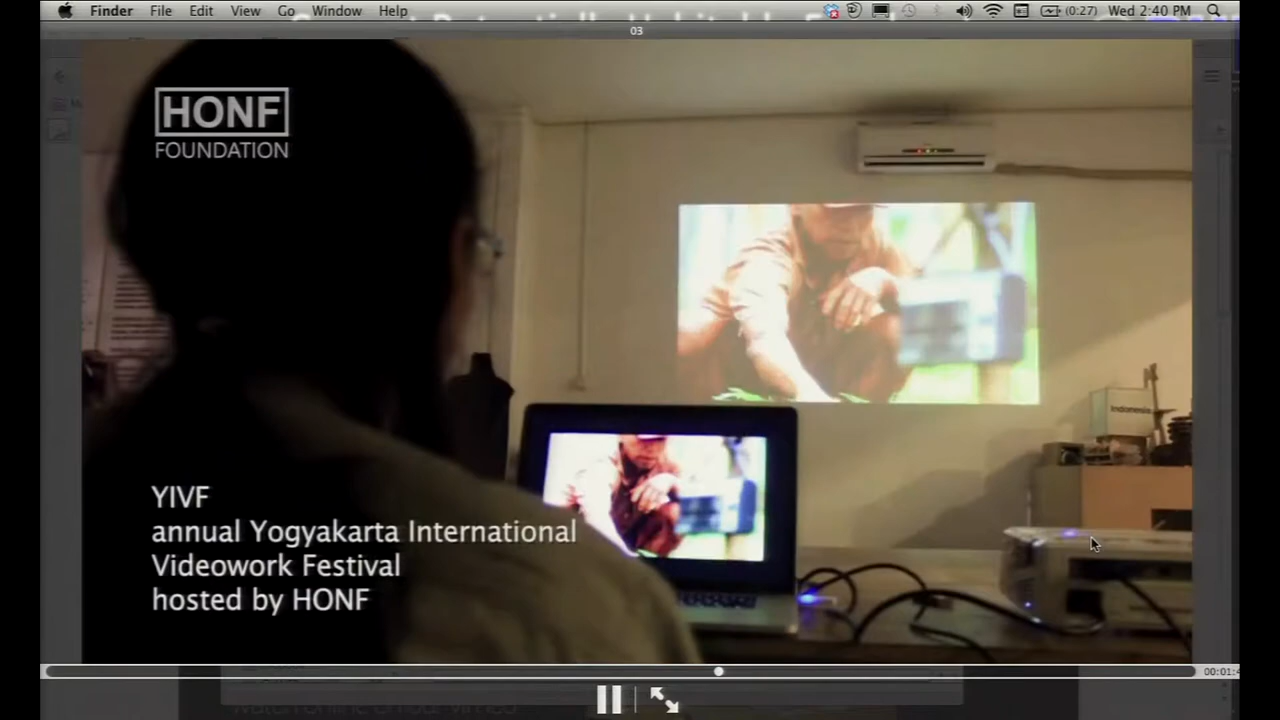 Finder File Edit View Go Window Help (0:27) Wed 2:40 PM
03
HONF
FOUNDATION
Indonesia
YIVF
annual Yogyakarta International
Videowork Festival
hosted by HONF